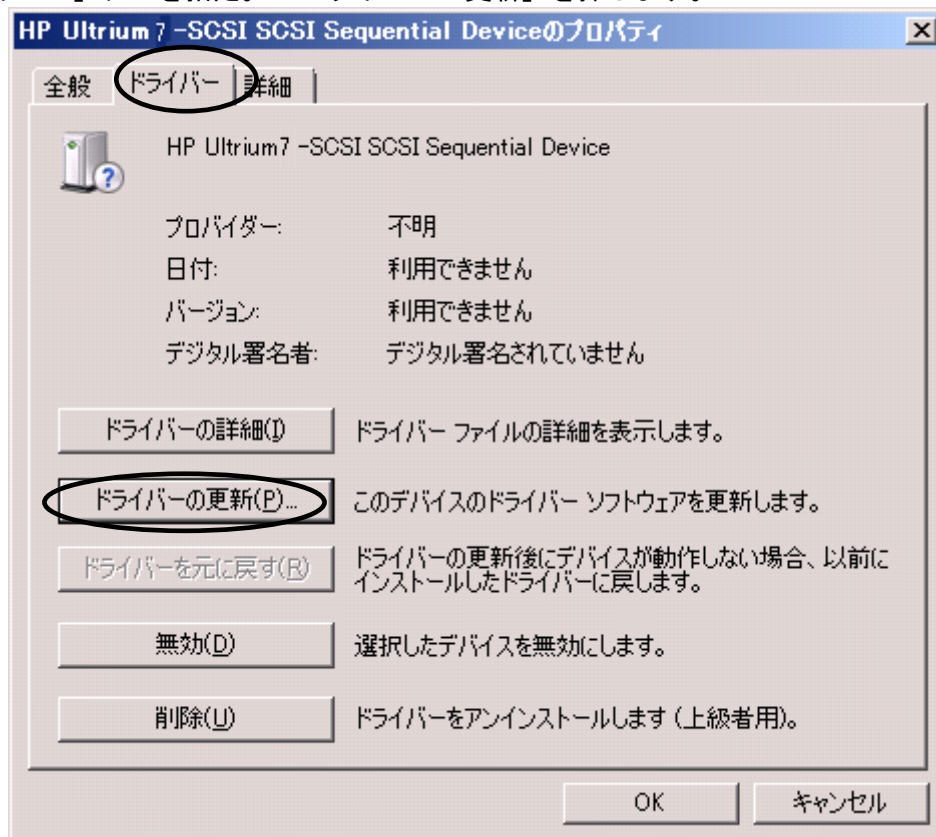 HP Ultrium 7 -SCSI SCSI Sequential Deviceのプロパティ
全般 ドライバー 詳細
HP Ultrium7 -SCSI SCSI Sequential Device
プロバイダー: 不明
日付: 利用できません
バージョン: 利用できません
デジタル署名者: デジタル署名されていません
ドライバーの詳細(I) ドライバー ファイルの詳細を表示します。
ドライバーの更新(P)... このデバイスのドライバー ソフトウェアを更新します。
ドライバーを元に戻す(R) ドライバーの更新後にデバイスが動作しない場合、以前に
インストールしたドライバーに戻します。
無効(D) 選択したデバイスを無効にします。
削除(U) ドライバーをアンインストールします (上級者用)。
OK キャンセル